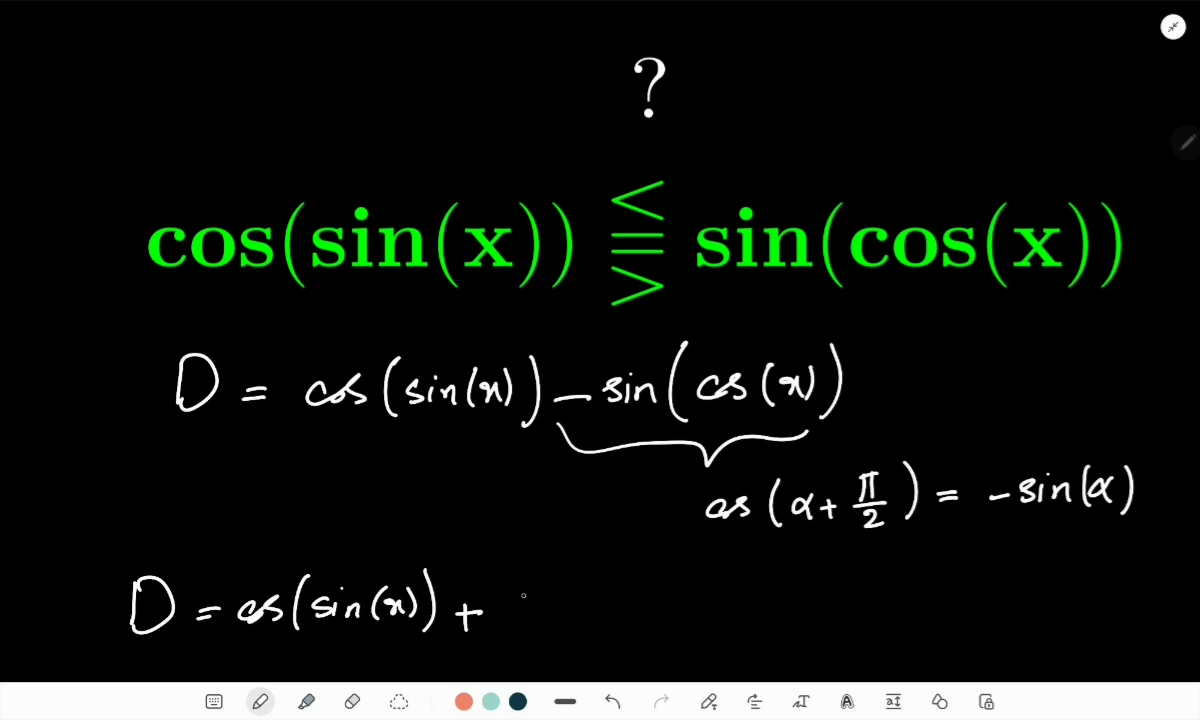 ?
cos(sin(x)) ⋚ sin(cos(x))
D = cos(sin(x)) - sin(cos(x))
cos(α + π/2) = - sin(α)
D = cos(sin(x)) +